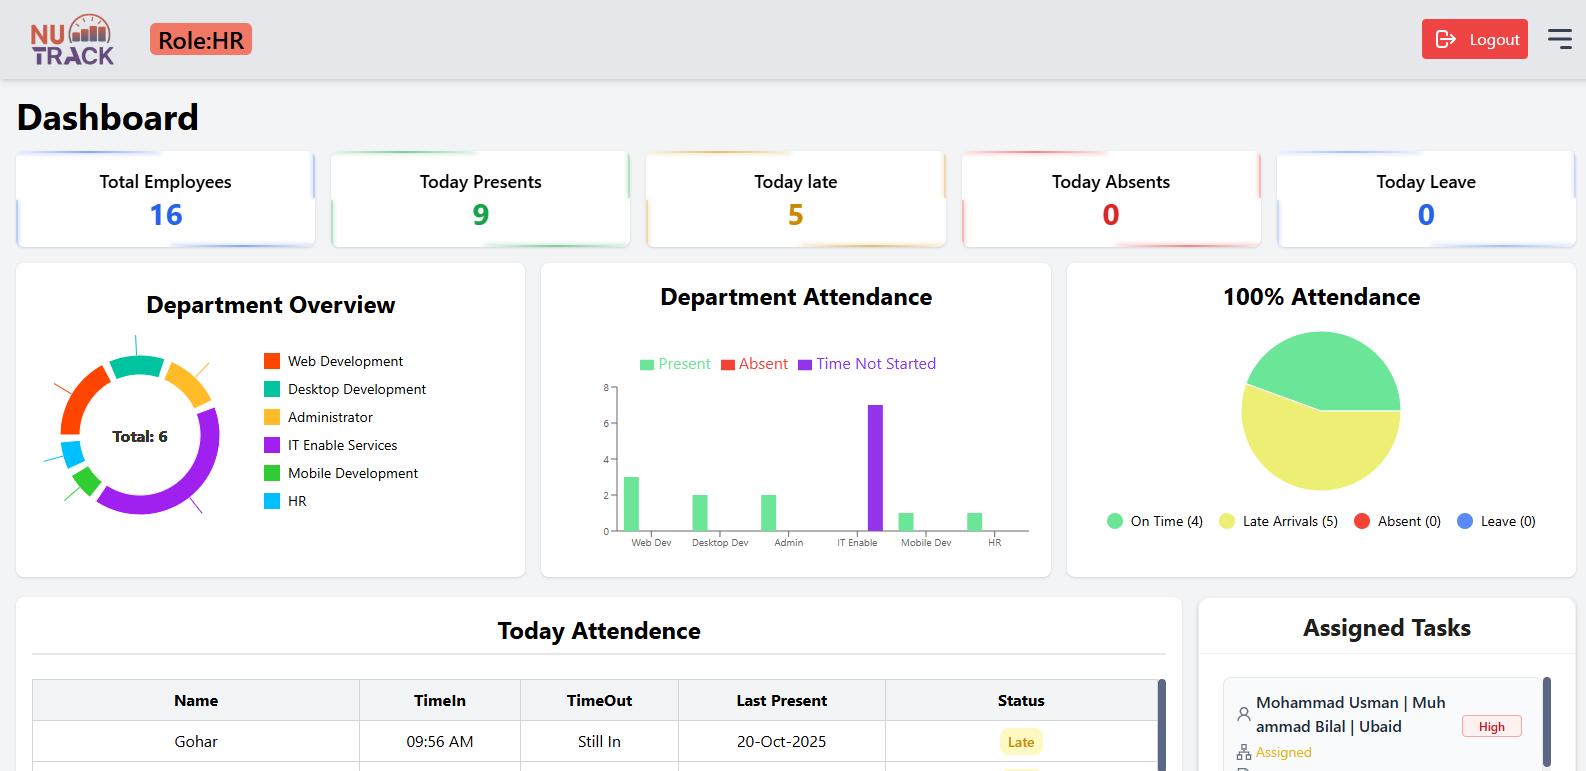 NU
TRACK
Role:HR
Logout
Dashboard
Total Employees
16
Today Presents
9
Today late
5
Today Absents
0
Today Leave
0
Department Overview
Total: 6
Web Development
Desktop Development
Administrator
IT Enable Services
Mobile Development
HR
Department Attendance
Present Absent Time Not Started
8
6
4
2
0
Web Dev Desktop Dev Admin IT Enable Mobile Dev HR
100% Attendance
On Time (4) Late Arrivals (5) Absent (0) Leave (0)
Today Attendence
Name TimeIn TimeOut Last Present Status
Gohar 09:56 AM Still In 20-Oct-2025 Late
Assigned Tasks
Mohammad Usman | Muh
ammad Bilal | Ubaid
High
Assigned